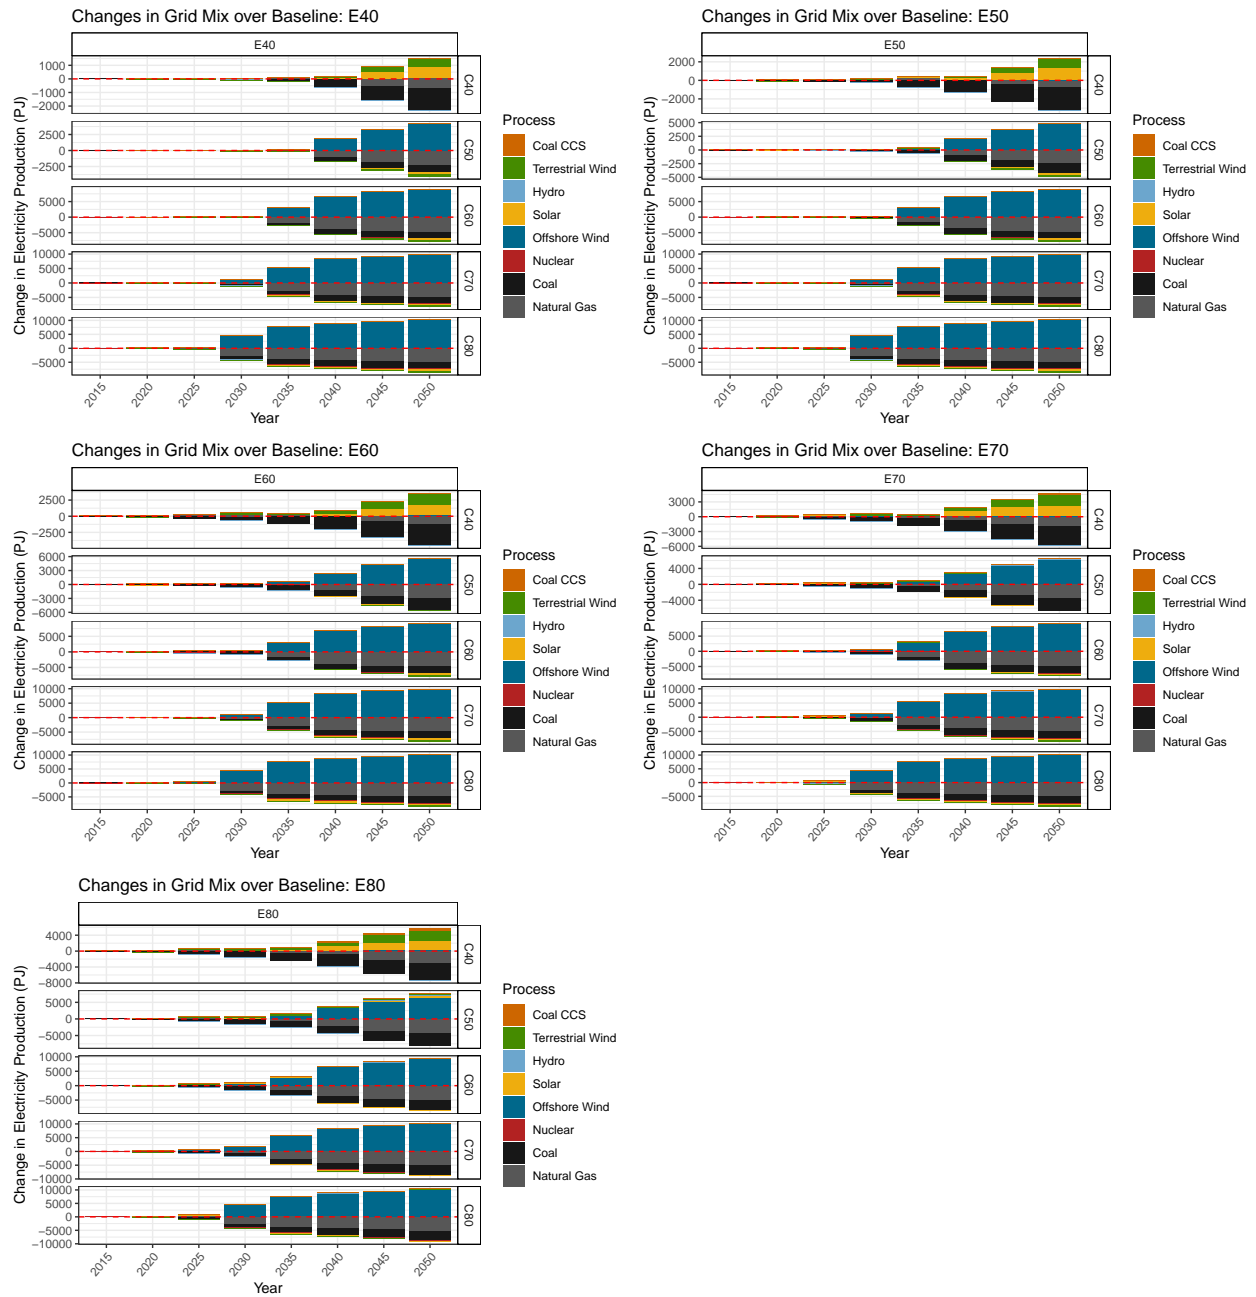 Changes in Grid Mix over Baseline: E40
E40
Change in Electricity Production (PJ)
1000
0
−1000
−2000
C40
2500
0
−2500
C50
5000
0
−5000
C60
10000
5000
0
−5000
C70
10000
5000
0
−5000
C80
2015 2020 2025 2030 2035 2040 2045 2050
Year
Process
Coal CCS
Terrestrial Wind
Hydro
Solar
Offshore Wind
Nuclear
Coal
Natural Gas
Changes in Grid Mix over Baseline: E50
E50
Change in Electricity Production (PJ)
2000
0
−2000
C40
5000
2500
0
−2500
−5000
C50
5000
0
−5000
C60
10000
5000
0
−5000
C70
10000
5000
0
−5000
C80
2015 2020 2025 2030 2035 2040 2045 2050
Year
Process
Coal CCS
Terrestrial Wind
Hydro
Solar
Offshore Wind
Nuclear
Coal
Natural Gas
Changes in Grid Mix over Baseline: E60
E60
Change in Electricity Production (PJ)
2500
0
−2500
C40
6000
3000
0
−3000
−6000
C50
5000
0
−5000
C60
10000
5000
0
−5000
C70
10000
5000
0
−5000
C80
2015 2020 2025 2030 2035 2040 2045 2050
Year
Process
Coal CCS
Terrestrial Wind
Hydro
Solar
Offshore Wind
Nuclear
Coal
Natural Gas
Changes in Grid Mix over Baseline: E70
E70
Change in Electricity Production (PJ)
3000
0
−3000
−6000
C40
4000
0
−4000
C50
5000
0
−5000
C60
10000
5000
0
−5000
C70
10000
5000
0
−5000
C80
2015 2020 2025 2030 2035 2040 2045 2050
Year
Process
Coal CCS
Terrestrial Wind
Hydro
Solar
Offshore Wind
Nuclear
Coal
Natural Gas
Changes in Grid Mix over Baseline: E80
E80
Change in Electricity Production (PJ)
4000
0
−4000
−8000
C40
5000
0
−5000
C50
10000
5000
0
−5000
C60
10000
5000
0
−5000
−10000
C70
10000
5000
0
−5000
−10000
C80
2015 2020 2025 2030 2035 2040 2045 2050
Year
Process
Coal CCS
Terrestrial Wind
Hydro
Solar
Offshore Wind
Nuclear
Coal
Natural Gas